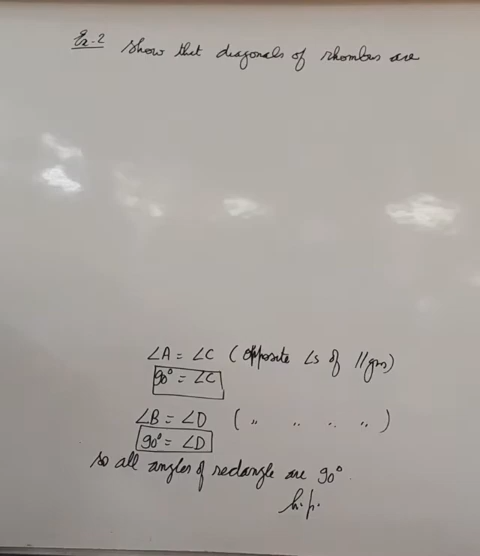 Ex-2 Show that diagonals of rhombus are
∠A = ∠C (opposite ∠s of //gm)
90° = ∠C
∠B = ∠D ( " " " " )
90° = ∠D
so all angles of rectangle are 90°.
h.p.